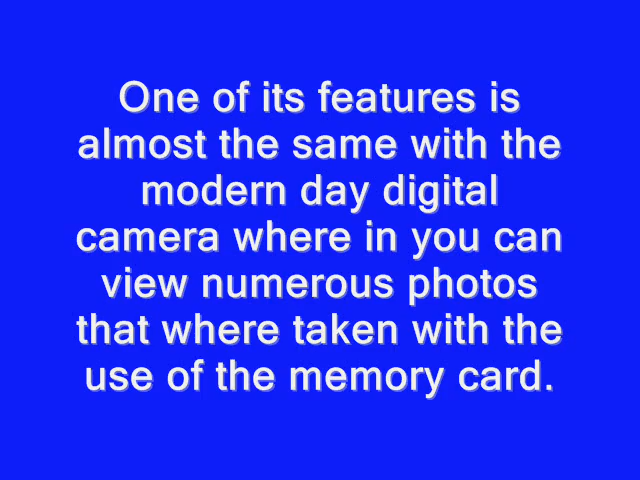 One of its features is
almost the same with the
modern day digital
camera where in you can
view numerous photos
that where taken with the
use of the memory card.